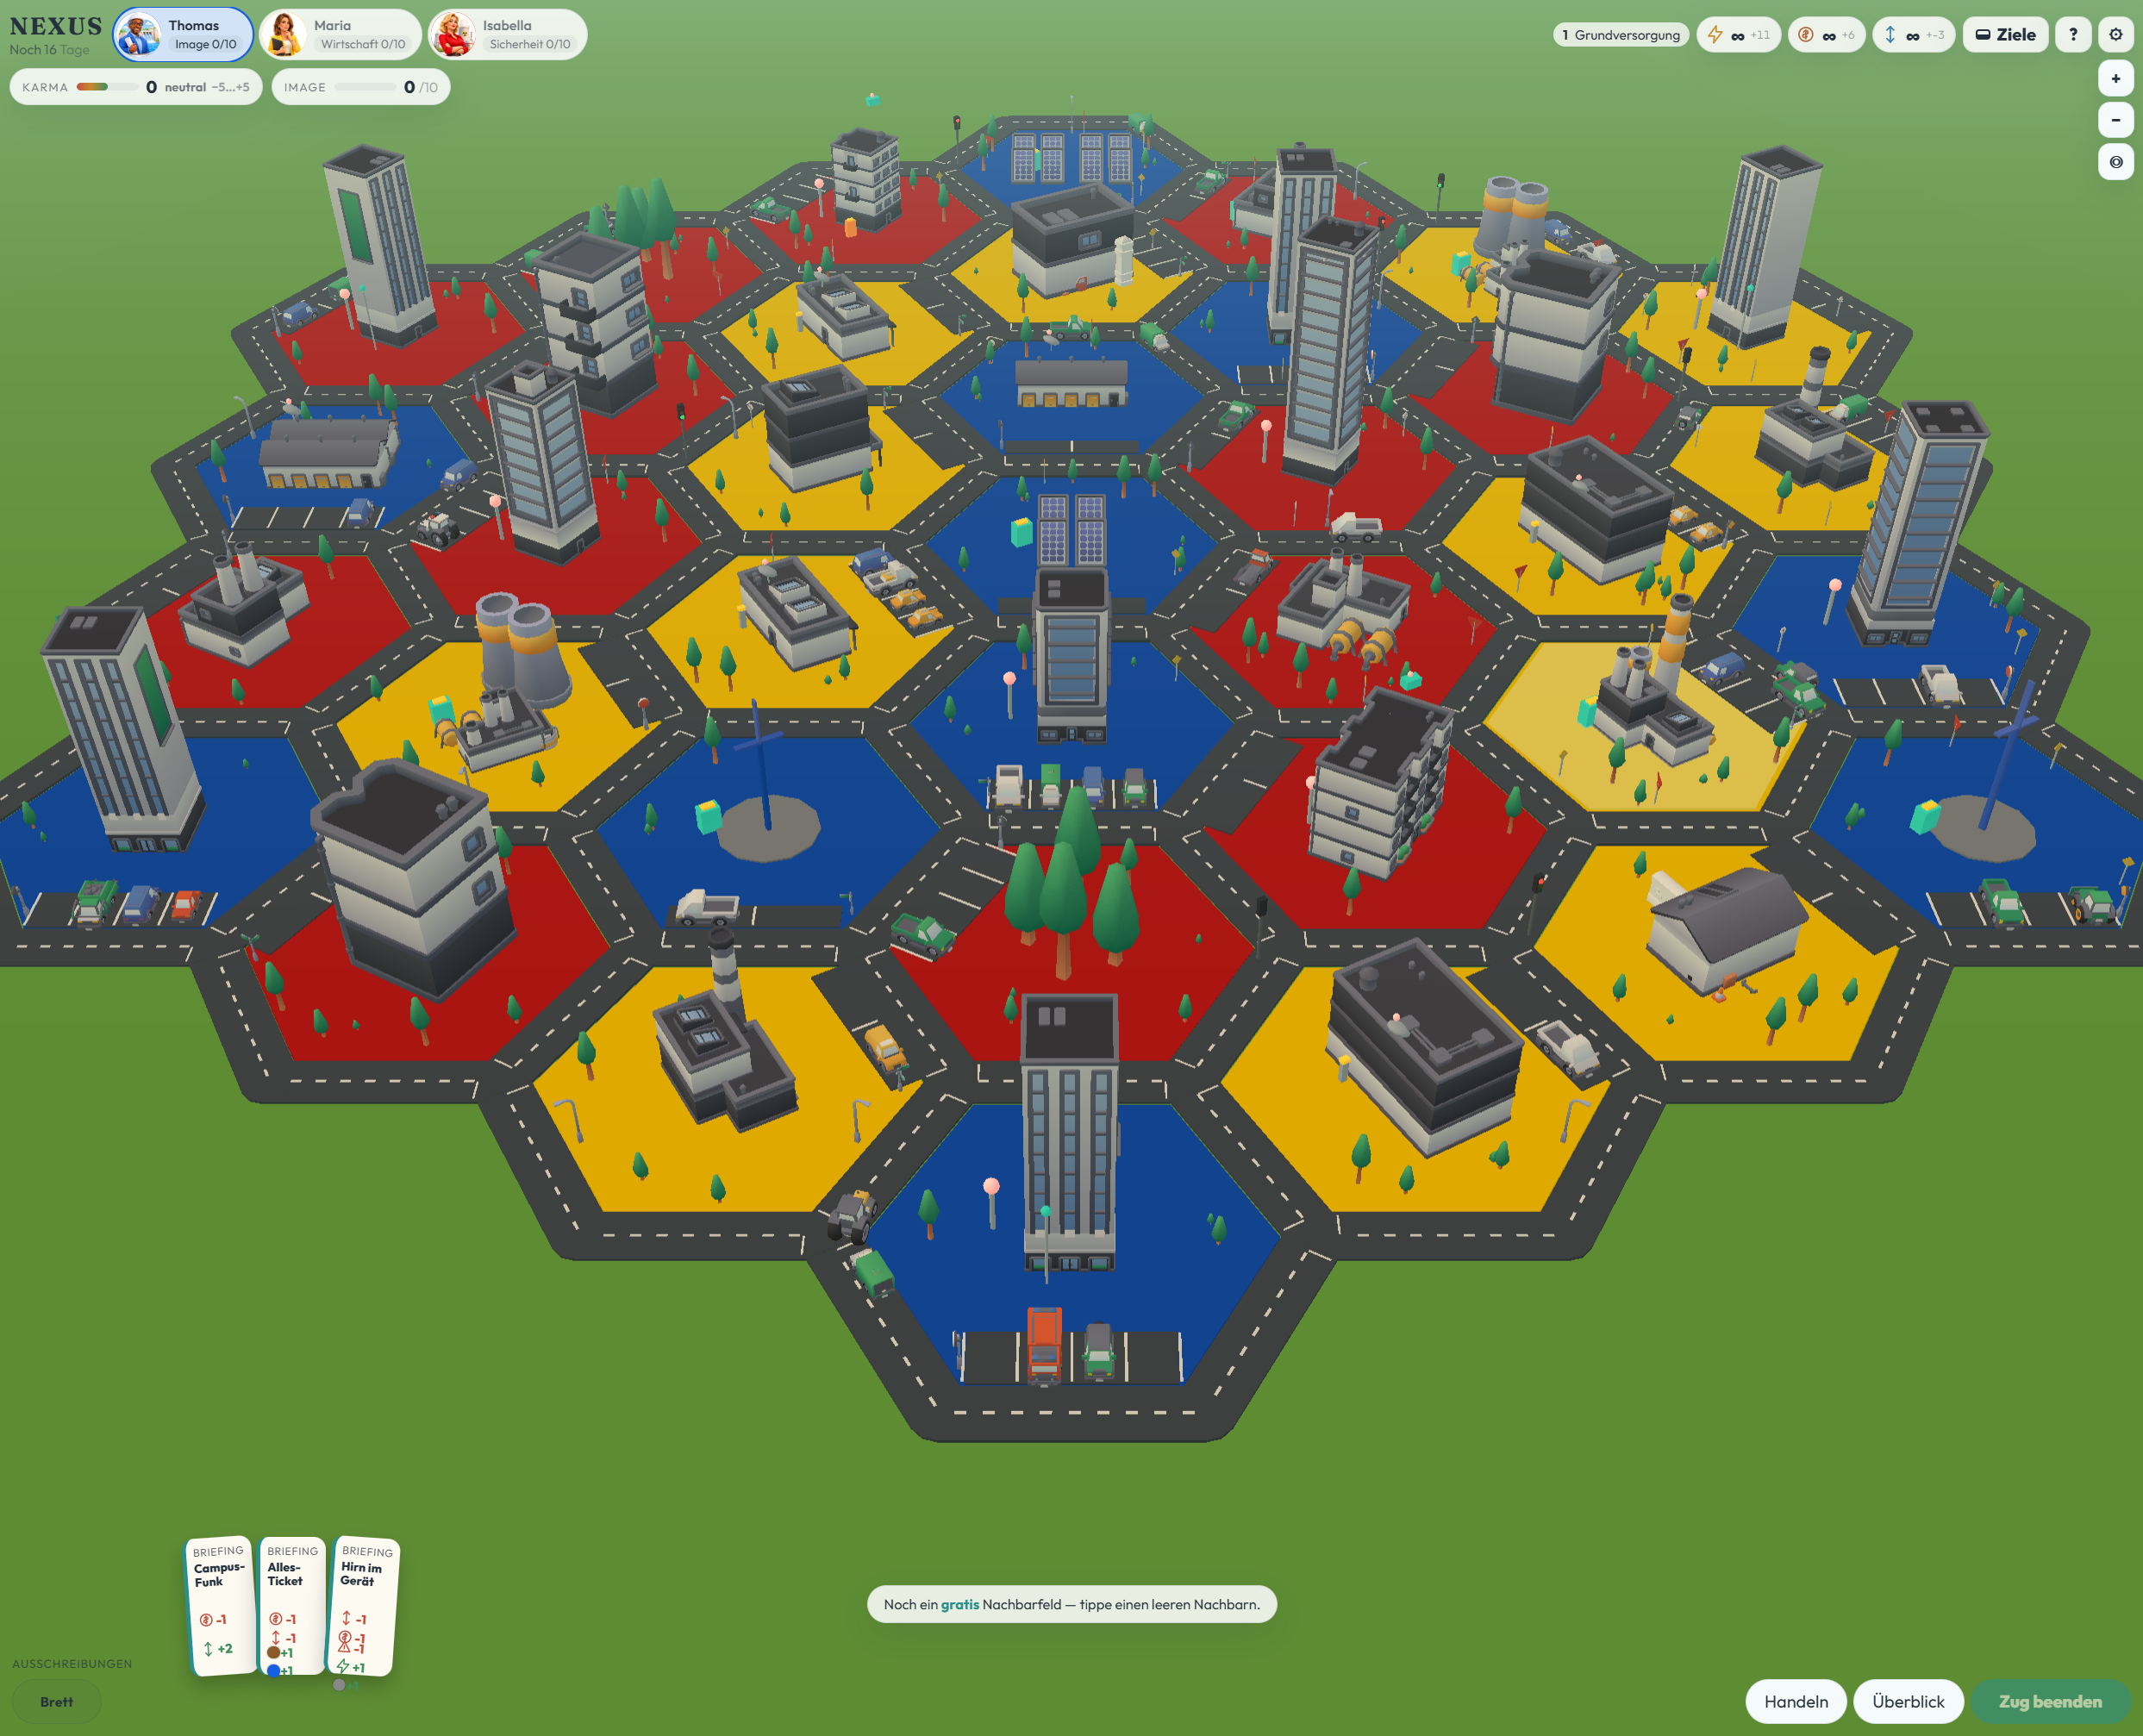 NEXUS
Noch 16 Tage
Thomas
Image 0/10
Maria
Wirtschaft 0/10
Isabella
Sicherheit 0/10
1 Grundversorgung
∞ +11
∞ +6
∞ +-3
Ziele
?
KARMA 0 neutral −5…+5
IMAGE 0 /10
+
−
BRIEFING
Campus-
Funk
-1
+2
BRIEFING
Alles-
Ticket
-1
-1
+1
+1
BRIEFING
Hirn im
Gerät
-1
-1
-1
+1
Noch ein gratis Nachbarfeld — tippe einen leeren Nachbarn.
AUSSCHREIBUNGEN
Brett
Handeln
Überblick
Zug beenden